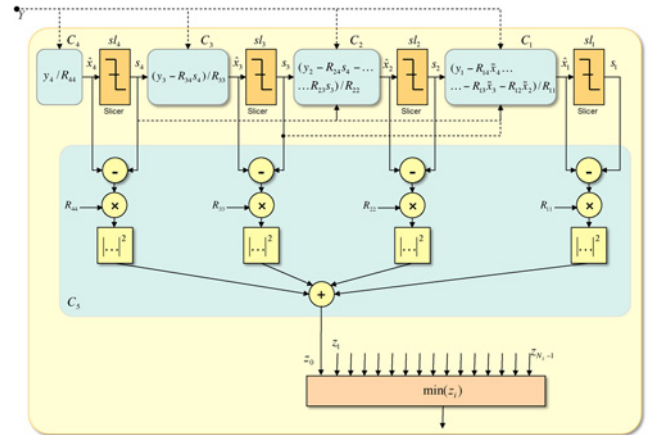 Y
C₄ sl₄ C₃ sl₃ C₂ sl₂ C₁ sl₁
y₄ / R₄₄
x̂₄ s₄
(y₃ − R₃₄s₄) / R₃₃
x̂₃ s₃
(y₂ − R₂₄s₄ − ...
...R₂₃s₃) / R₂₂
x̂₂ s₂
(y₁ − R₁₄x̄₄ ...
... − R₁₃x̄₃ − R₁₂x̄₂) / R₁₁
x̂₁ s₁
Slicer Slicer Slicer Slicer
- - - -
R₄₄ × R₃₃ × R₂₂ × R₁₁ ×
|...|² |...|² |...|² |...|²
C₅
+
z₀ z₁ z_{N_s−1}
min(zᵢ)